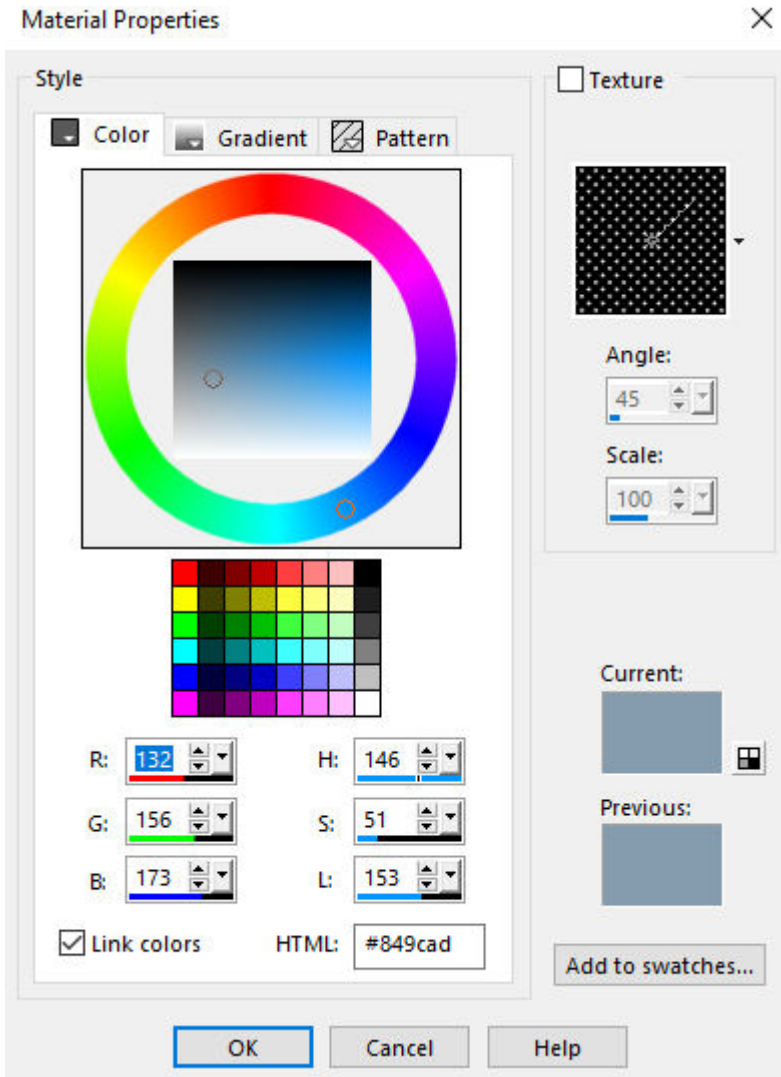 Material Properties
Style
Texture
Color
Gradient
Pattern
Angle:
45
Scale:
100
Current:
Previous:
R: 132
H: 146
G: 156
S: 51
B: 173
L: 153
Link colors
HTML: #849cad
Add to swatches...
OK
Cancel
Help